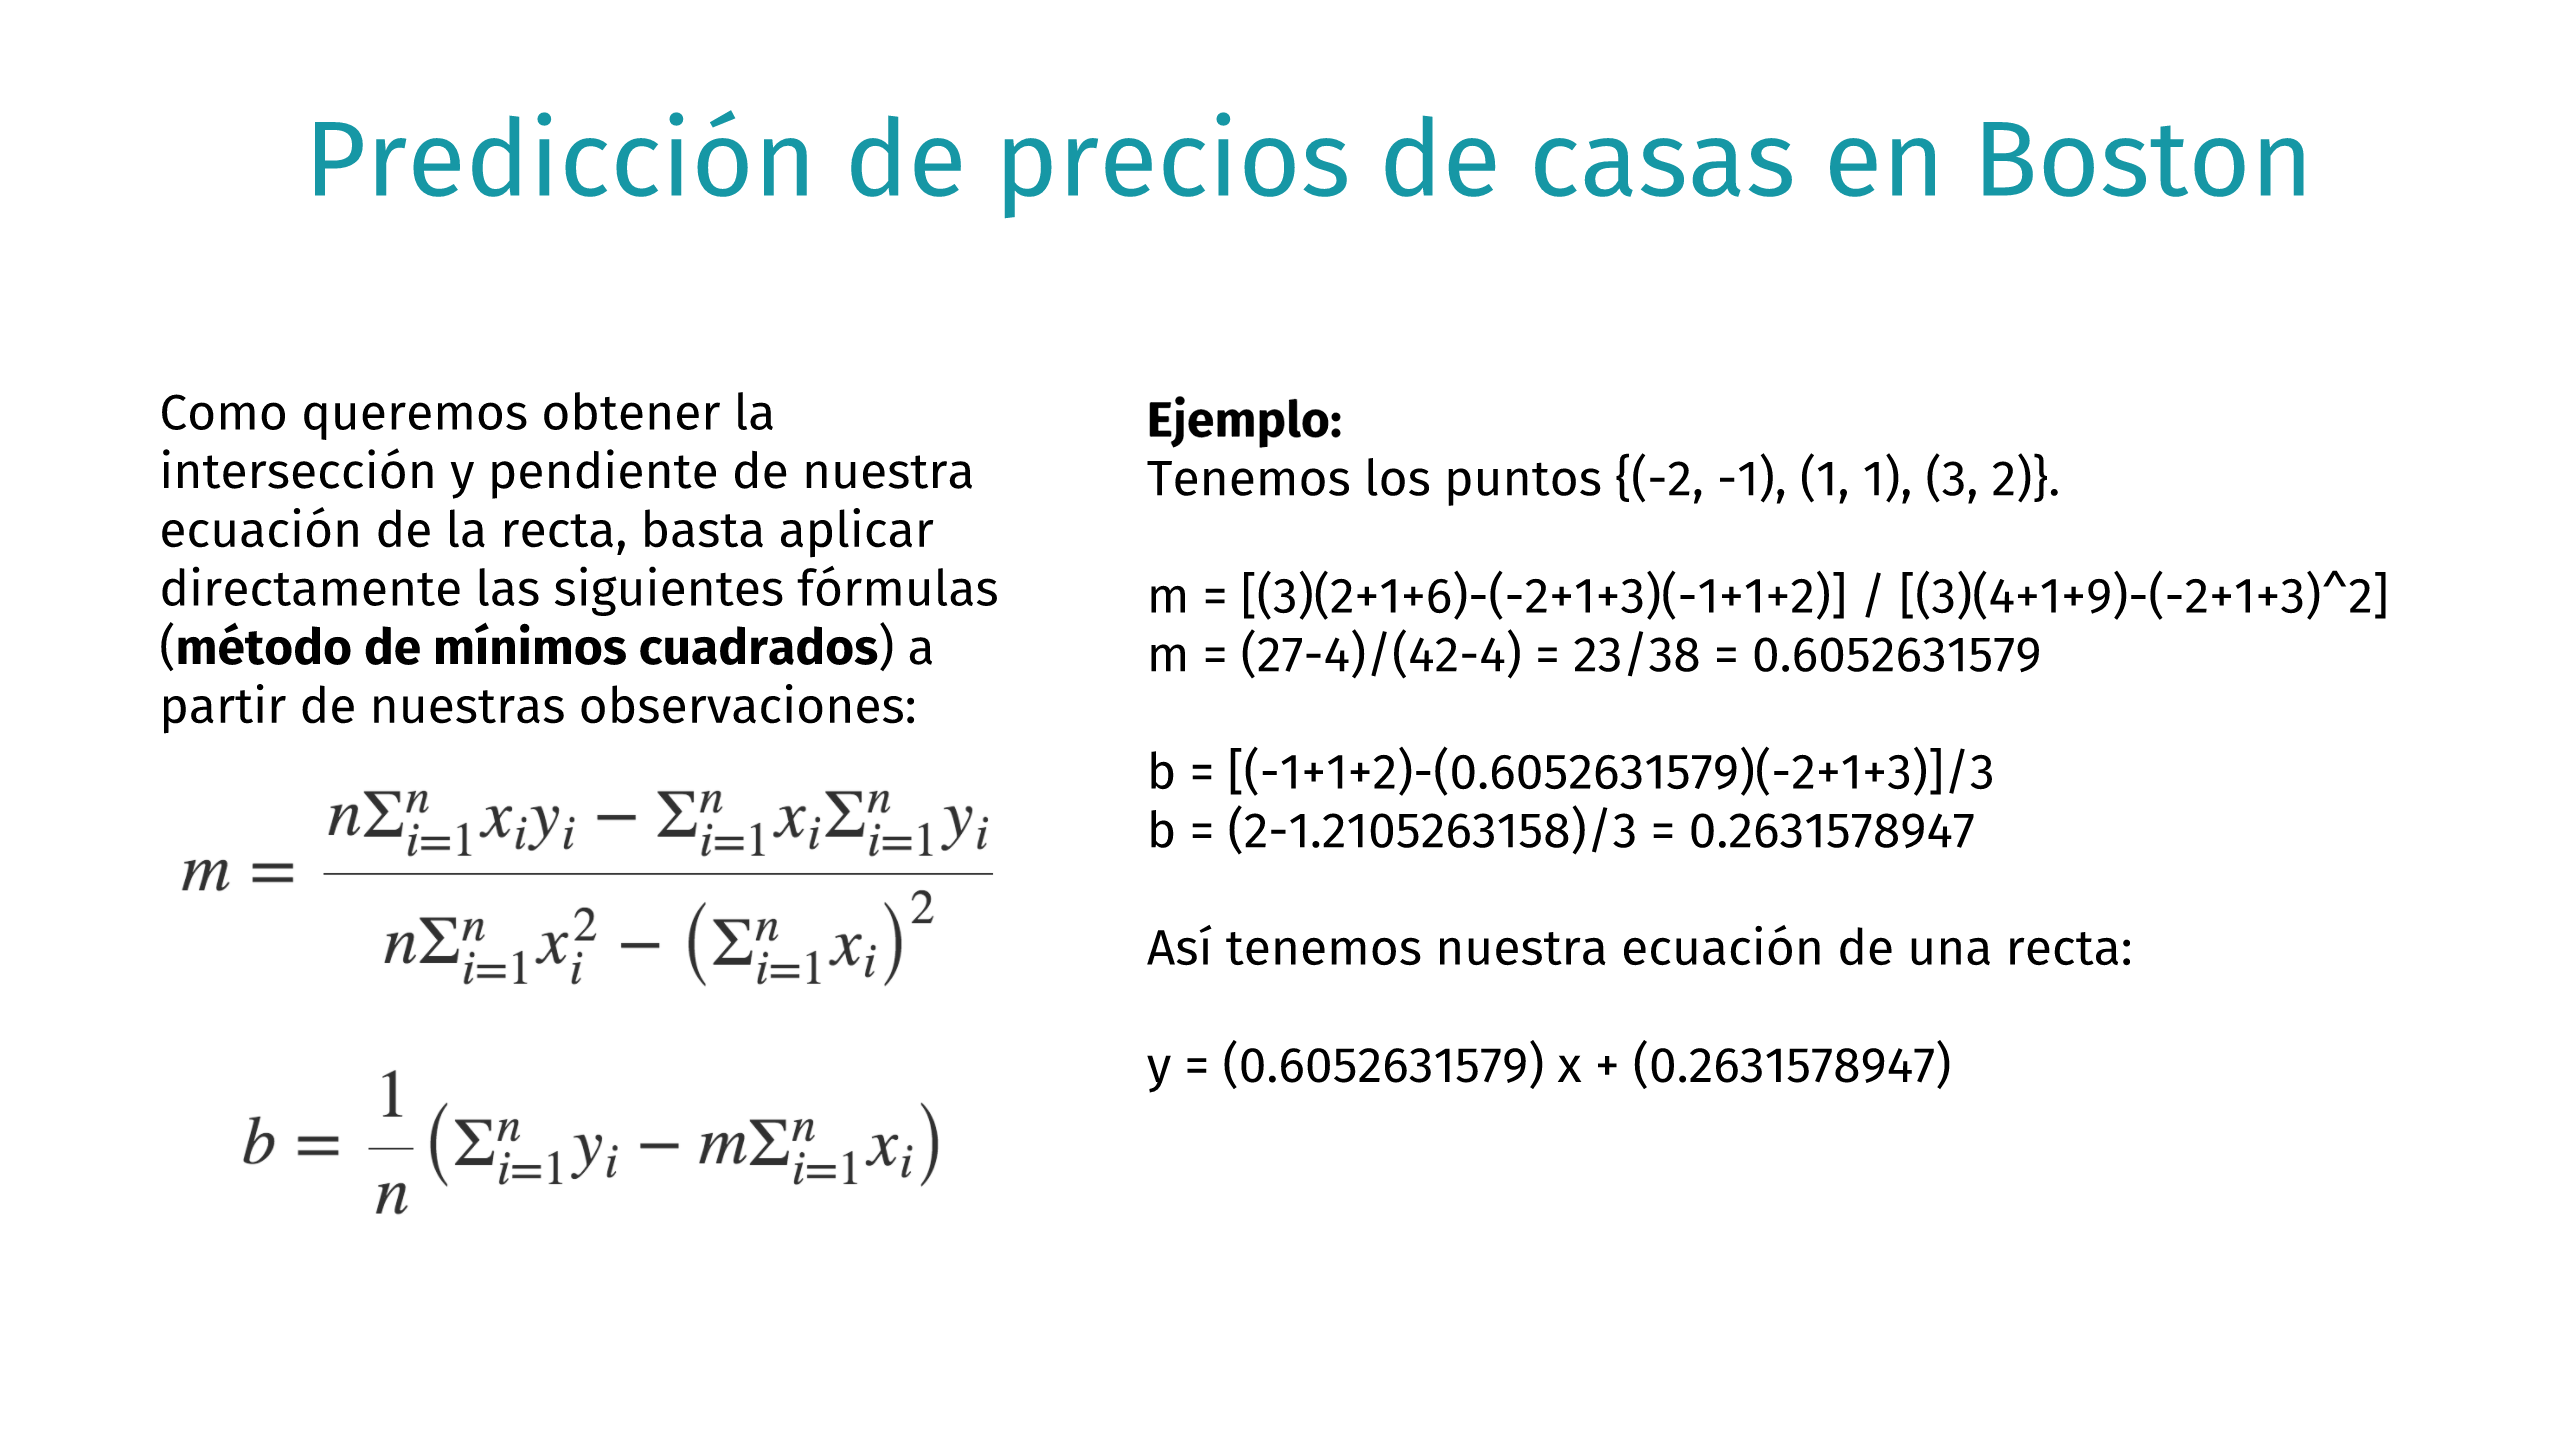 Predicción de precios de casas en Boston
Como queremos obtener la
intersección y pendiente de nuestra
ecuación de la recta, basta aplicar
directamente las siguientes fórmulas
(método de mínimos cuadrados) a
partir de nuestras observaciones:
m = \frac{n\Sigma_{i=1}^{n} x_i y_i - \Sigma_{i=1}^{n} x_i \Sigma_{i=1}^{n} y_i}{n\Sigma_{i=1}^{n} x_i^2 - \left(\Sigma_{i=1}^{n} x_i\right)^2}
b = \frac{1}{n} \left(\Sigma_{i=1}^{n} y_i - m\Sigma_{i=1}^{n} x_i\right)
Ejemplo:
Tenemos los puntos {(-2, -1), (1, 1), (3, 2)}.
m = [(3)(2+1+6)-(-2+1+3)(-1+1+2)] / [(3)(4+1+9)-(-2+1+3)^2]
m = (27-4)/(42-4) = 23/38 = 0.6052631579
b = [(-1+1+2)-(0.6052631579)(-2+1+3)]/3
b = (2-1.2105263158)/3 = 0.2631578947
Así tenemos nuestra ecuación de una recta:
y = (0.6052631579) x + (0.2631578947)